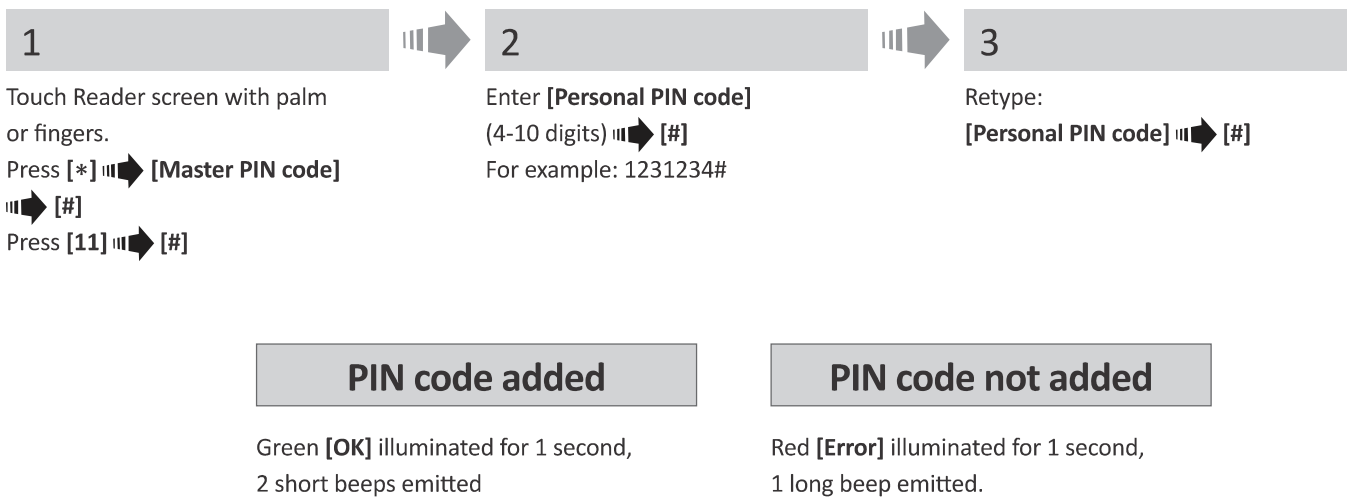 1
Touch Reader screen with palm
or fingers.
Press [*] [Master PIN code]
[#]
Press [11] [#]
2
Enter [Personal PIN code]
(4-10 digits) [#]
For example: 1231234#
3
Retype:
[Personal PIN code] [#]
PIN code added
Green [OK] illuminated for 1 second,
2 short beeps emitted
PIN code not added
Red [Error] illuminated for 1 second,
1 long beep emitted.